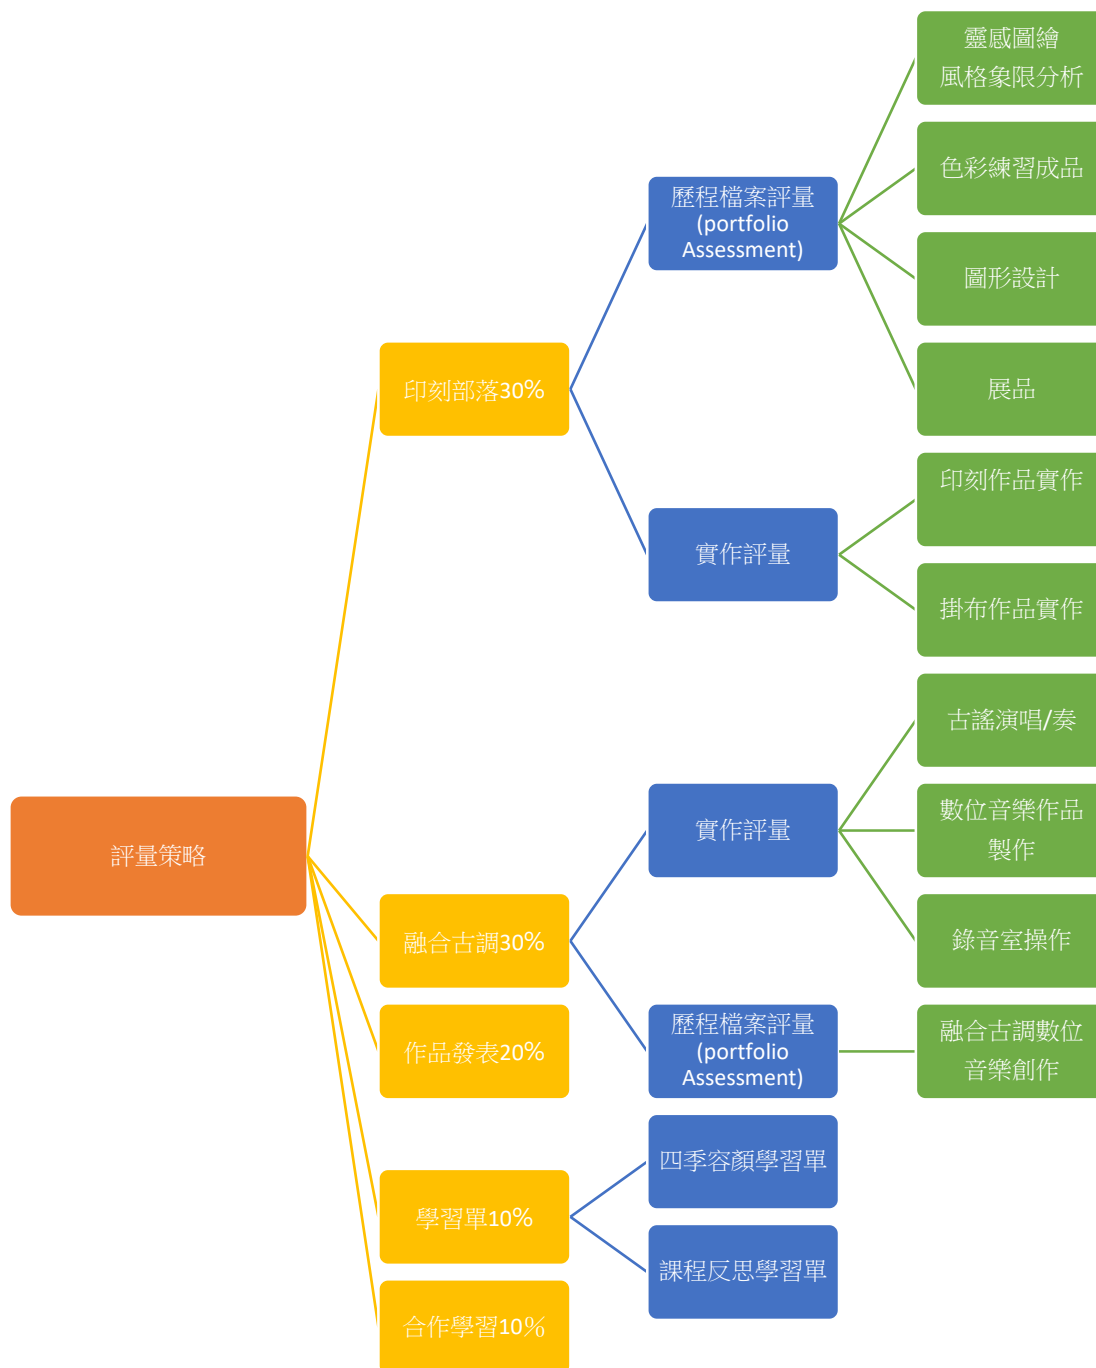 評量策略
印刻部落30%
歷程檔案評量
(portfolio
Assessment)
靈感圖繪
風格象限分析
色彩練習成品
圖形設計
展品
實作評量
印刻作品實作
掛布作品實作
融合古調30%
實作評量
古謠演唱/奏
數位音樂作品
製作
錄音室操作
歷程檔案評量
(portfolio
Assessment)
融合古調數位
音樂創作
作品發表20%
學習單10%
四季容顏學習單
課程反思學習單
合作學習10%